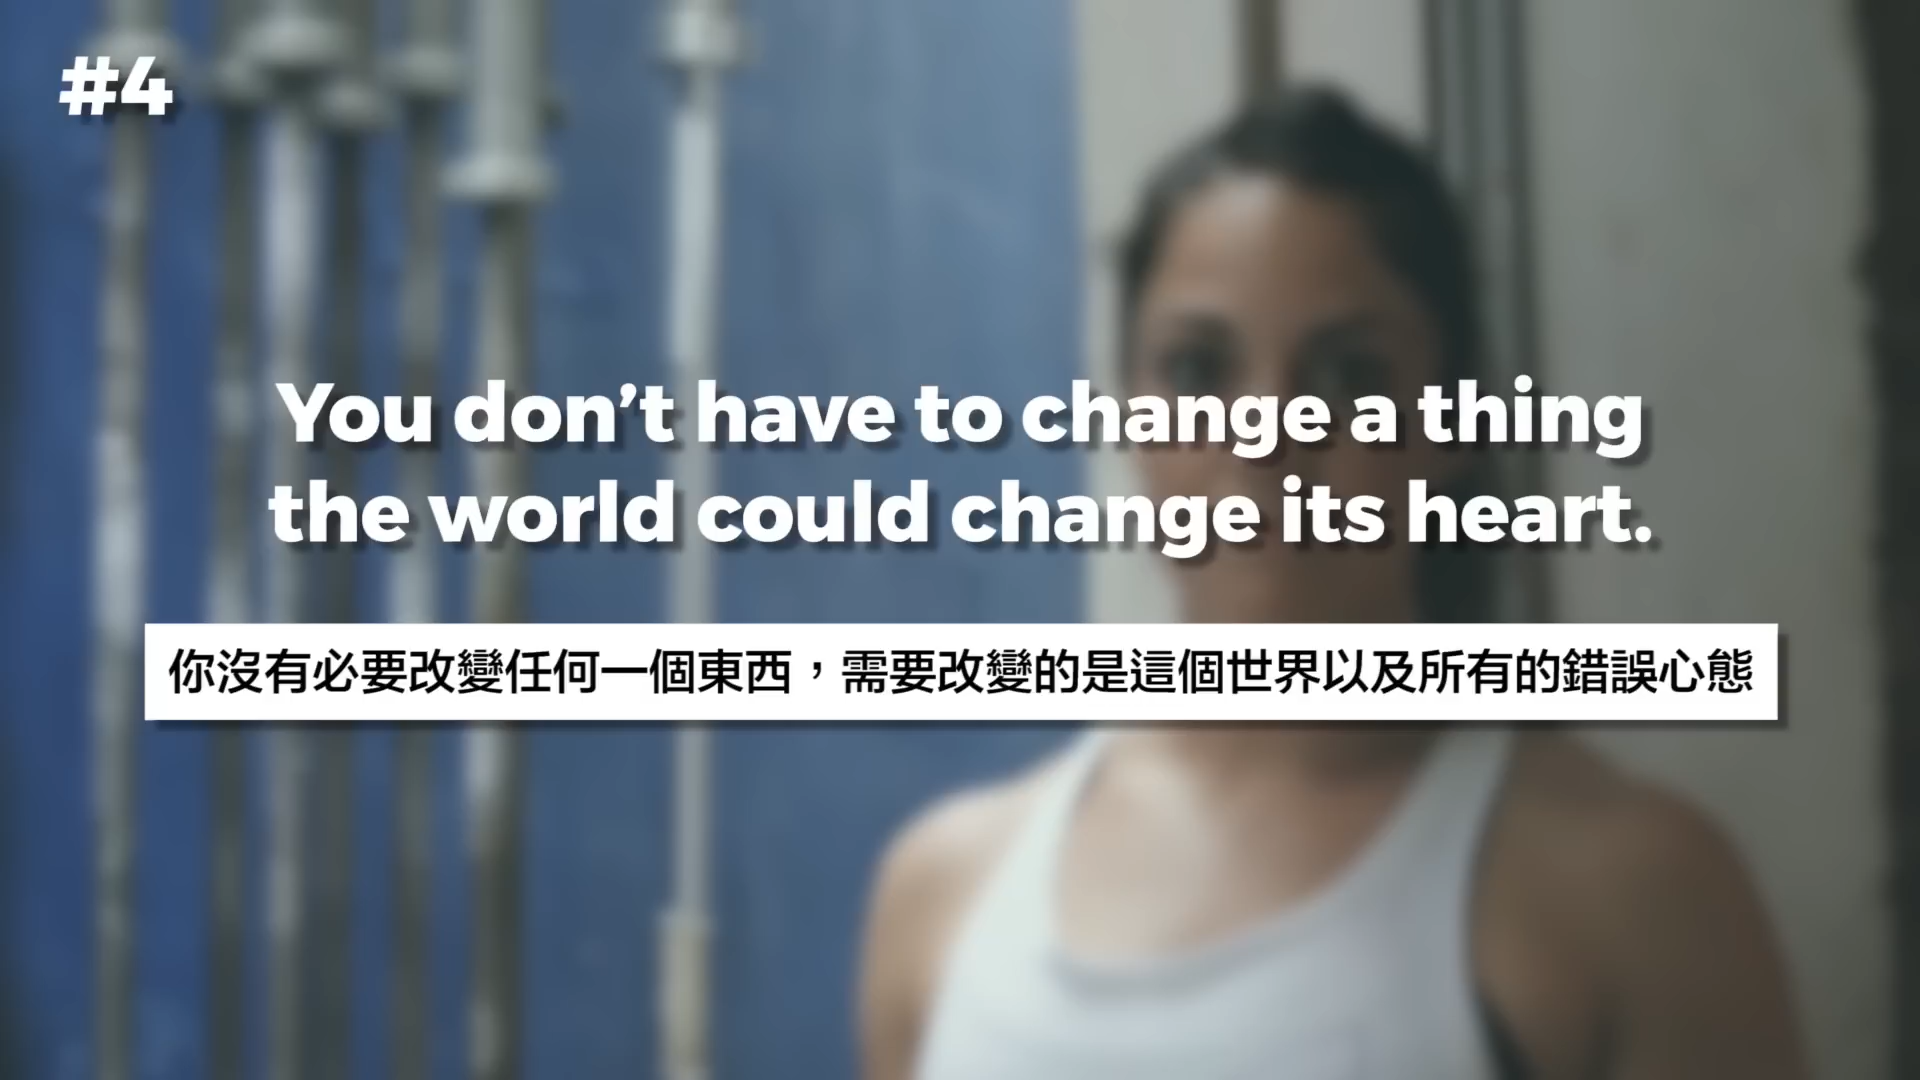 #4
You don’t have to change a thing
the world could change its heart.
你沒有必要改變任何一個東西，需要改變的是這個世界以及所有的錯誤心態